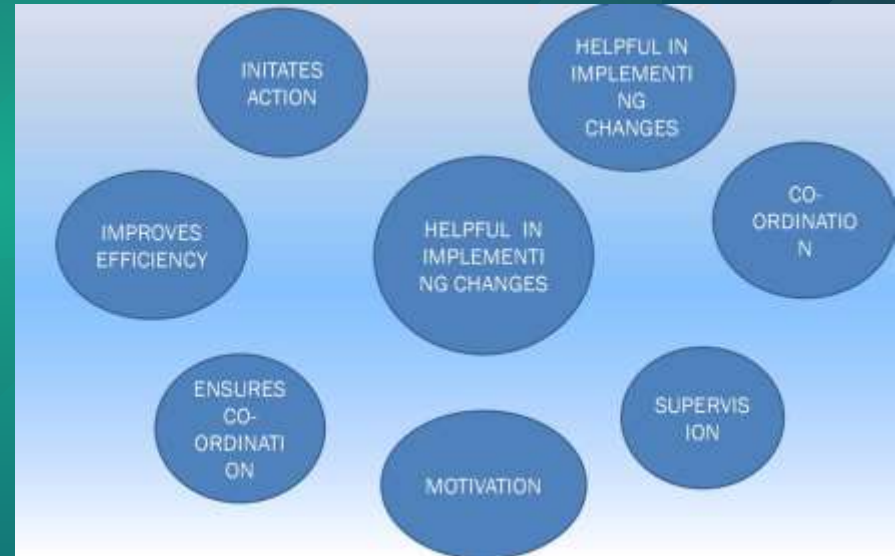 INITATES
ACTION
HELPFUL IN
IMPLEMENTI
NG
CHANGES
IMPROVES
EFFICIENCY
HELPFUL IN
IMPLEMENTI
NG CHANGES
CO-
ORDINATIO
N
ENSURES
CO-
ORDINATI
ON
MOTIVATION
SUPERVIS
ION